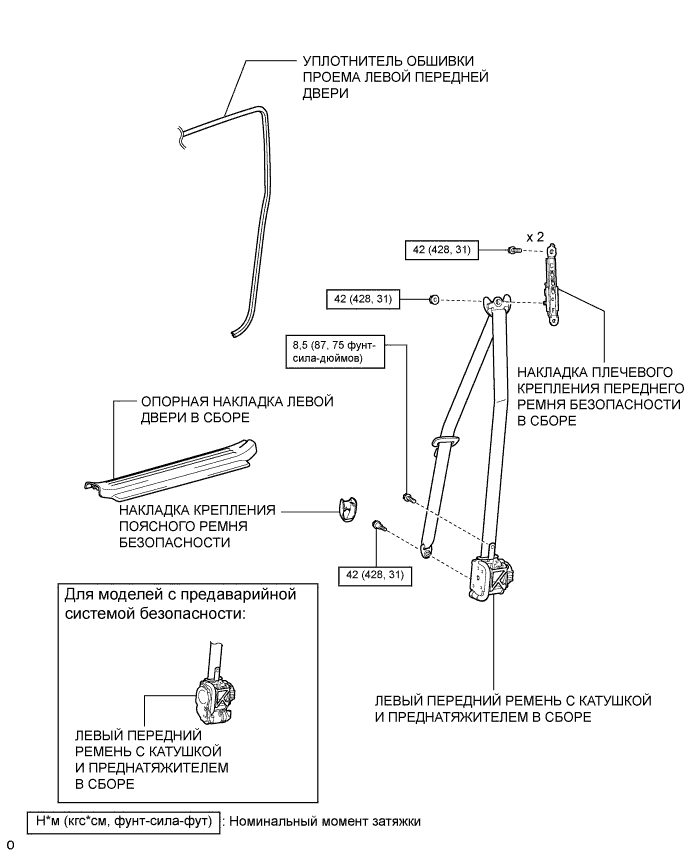 УПЛОТНИТЕЛЬ ОБШИВКИ
ПРОЕМА ЛЕВОЙ ПЕРЕДНЕЙ
ДВЕРИ
x 2
42 (428, 31)
42 (428, 31)
8,5 (87, 75 фунт-
сила-дюймов)
НАКЛАДКА ПЛЕЧЕВОГО
КРЕПЛЕНИЯ ПЕРЕДНЕГО
РЕМНЯ БЕЗОПАСНОСТИ
В СБОРЕ
ОПОРНАЯ НАКЛАДКА ЛЕВОЙ
ДВЕРИ В СБОРЕ
НАКЛАДКА КРЕПЛЕНИЯ
ПОЯСНОГО РЕМНЯ
БЕЗОПАСНОСТИ
42 (428, 31)
Для моделей с предаварийной
системой безопасности:
ЛЕВЫЙ ПЕРЕДНИЙ РЕМЕНЬ С КАТУШКОЙ
И ПРЕДНАТЯЖИТЕЛЕМ В СБОРЕ
ЛЕВЫЙ ПЕРЕДНИЙ
РЕМЕНЬ С КАТУШКОЙ
И ПРЕДНАТЯЖИТЕЛЕМ
В СБОРЕ
Н*м (кгс*см, фунт-сила-фут) : Номинальный момент затяжки
O